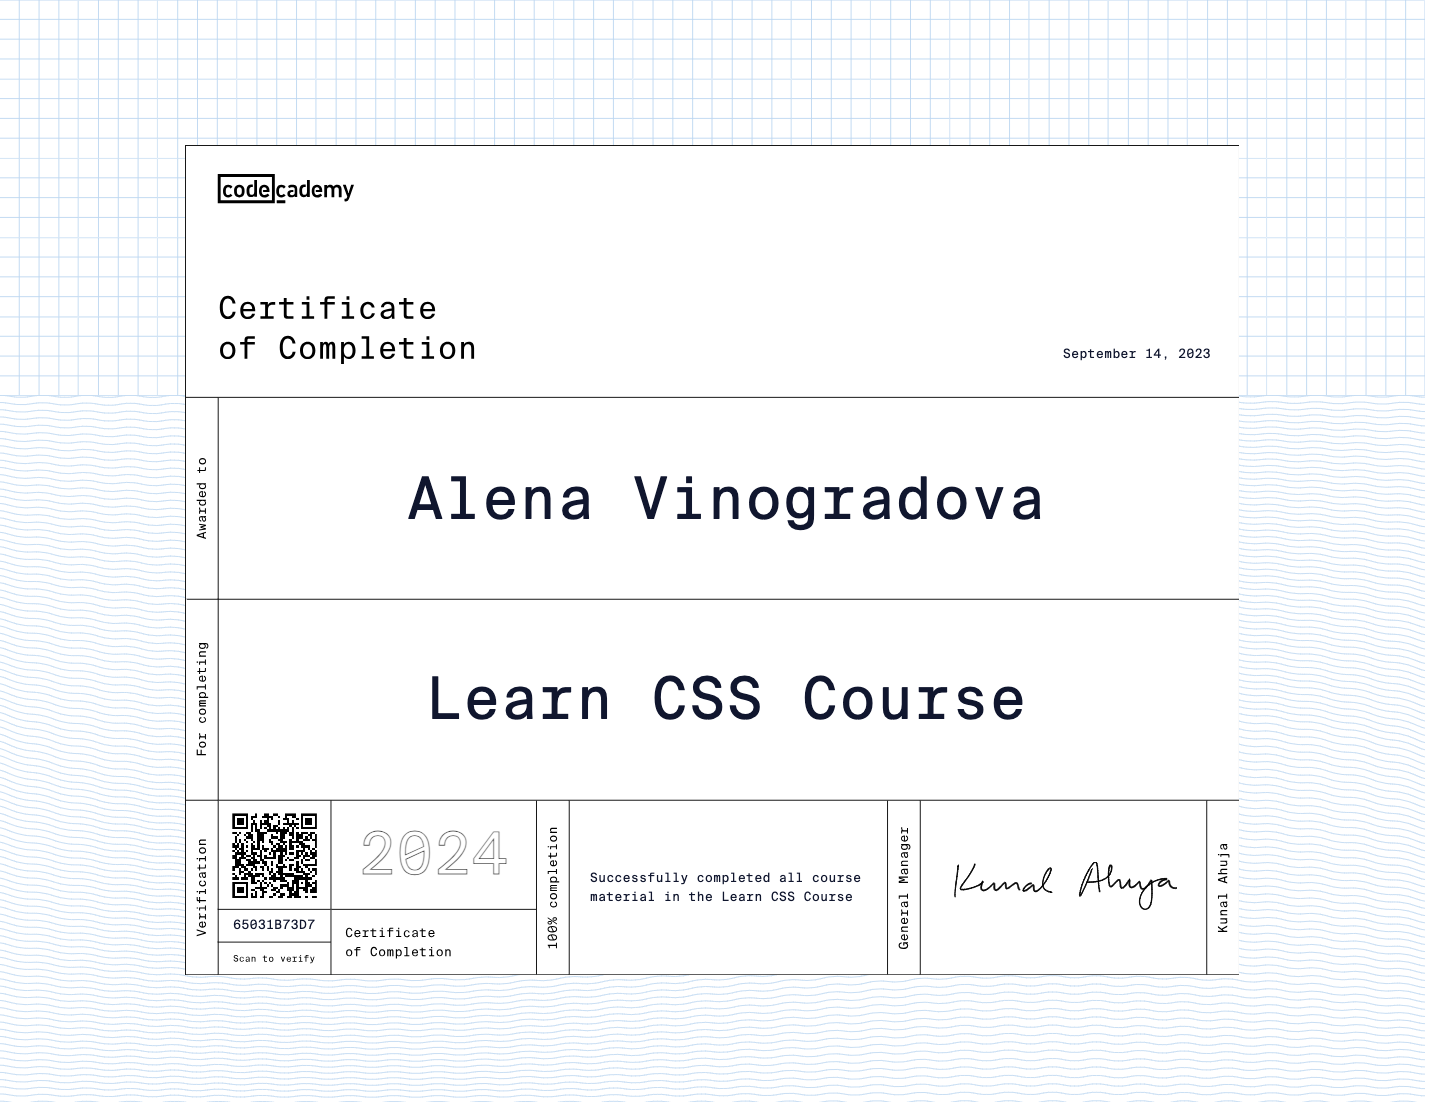 codecademy
Certificate
of Completion
September 14, 2023
Awarded to
Alena Vinogradova
For completing
Learn CSS Course
Verification
65031B73D7
Scan to verify
2024
Certificate
of Completion
100% completion
Successfully completed all course
material in the Learn CSS Course
General Manager
Kunal Ahuja
Kunal Ahuja